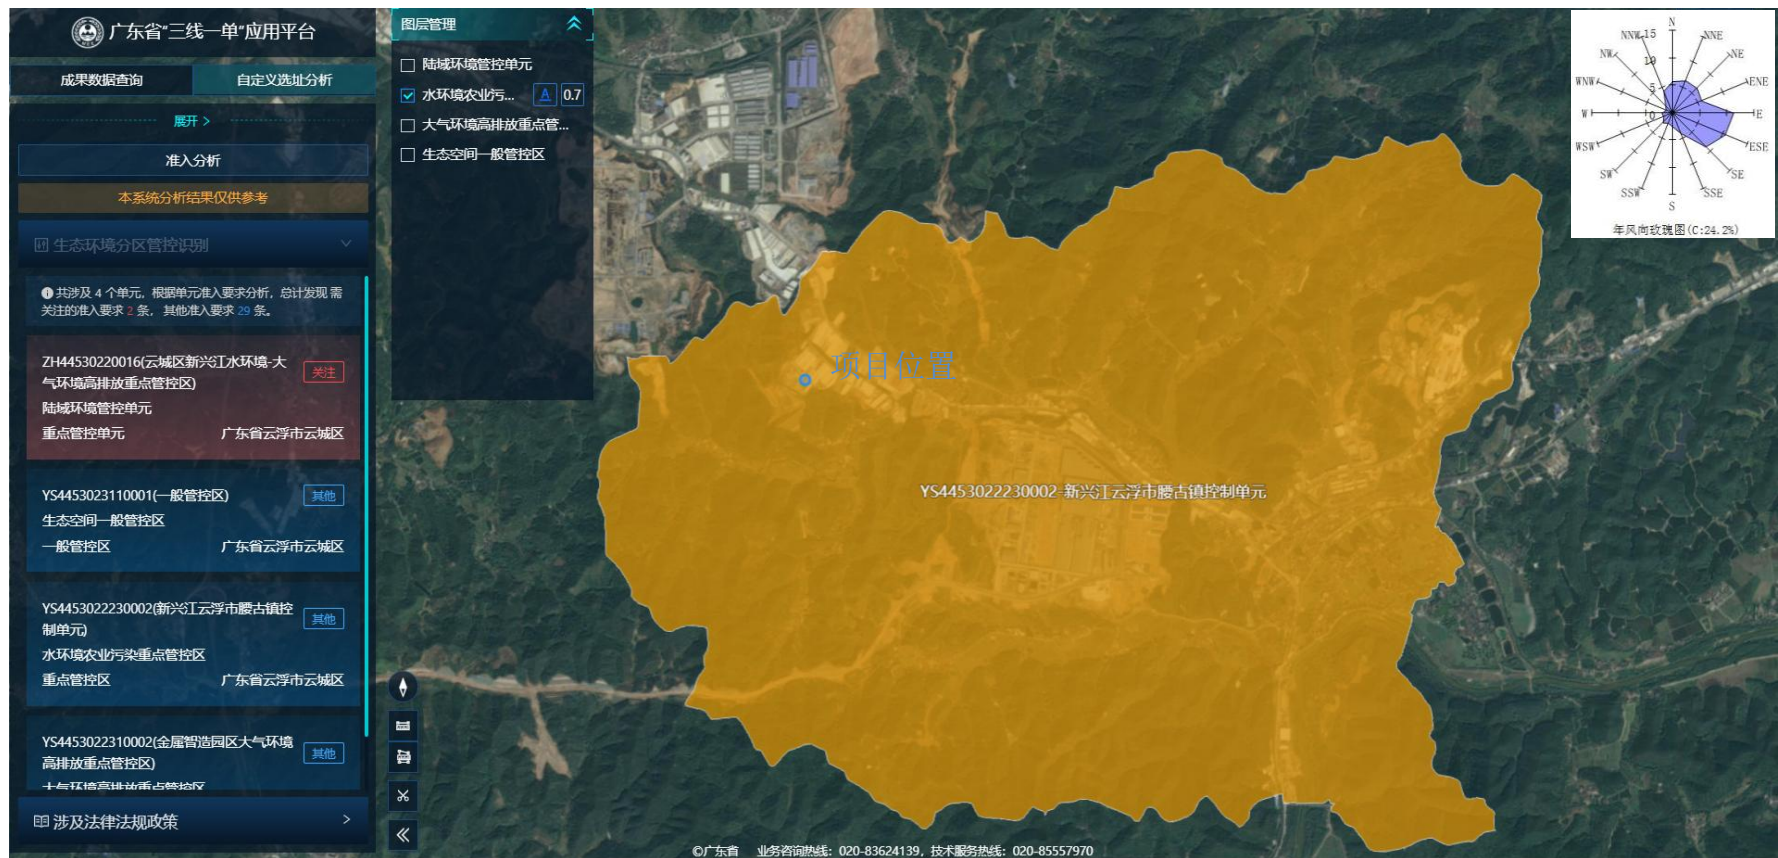 广东省“三线一单”应用平台
成果数据查询
自定义选址分析
展开 >
准入分析
本系统分析结果仅供参考
生态环境分区管控识别
共涉及 4 个单元，根据单元准入要求分析，总计发现 需
关注的准入要求 2 条， 其他准入要求 29 条。
ZH44530220016(云城区新兴江水环境-大
气环境高排放重点管控区)
关注
陆域环境管控单元
重点管控单元
广东省云浮市云城区
YS4453023110001(一般管控区)
其他
生态空间一般管控区
一般管控区
广东省云浮市云城区
YS4453022230002(新兴江云浮市腰古镇控
制单元)
其他
水环境农业污染重点管控区
重点管控区
广东省云浮市云城区
YS4453022310002(金属智造园区大气环境
高排放重点管控区)
其他
大气环境高排放重点管控区
涉及法律法规政策
图层管理
陆域环境管控单元
水环境农业污... A 0.7
大气环境高排放重点管...
生态空间一般管控区
项目位置
YS4453022230002-新兴江云浮市腰古镇控制单元
©广东省 业务咨询热线：020-83624139，技术服务热线：020-85557970
N
NNW 15 NNE
NW 10 NE
WNW 5 ENE
W 0 E
WSW ESE
SW SE
SSW SSE
S
年风向玫瑰图(C:24.2%)